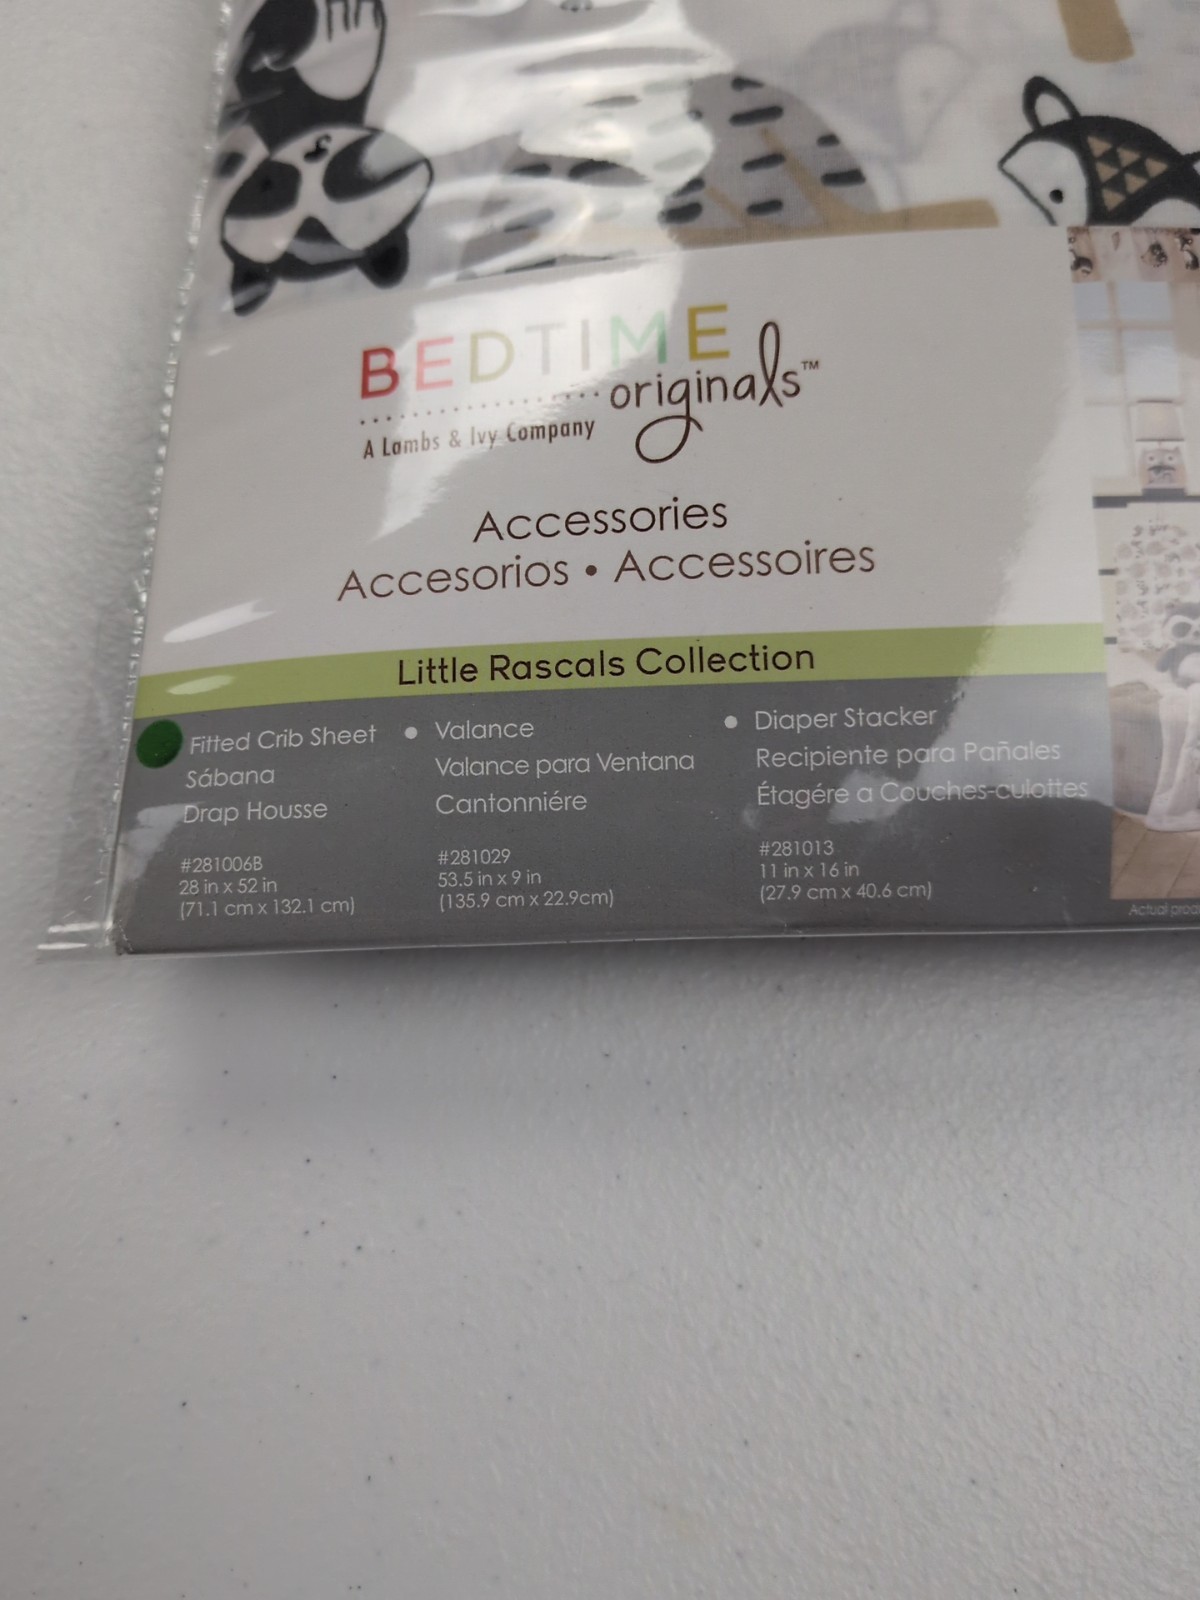 BEDTIME
originals™
A Lambs & Ivy Company
Accessories
Accesorios • Accessoires
Little Rascals Collection
Fitted Crib Sheet
Sábana
Drap Housse
#281006B
28 in x 52 in
(71.1 cm x 132.1 cm)
• Valance
Valance para Ventana
Cantonniére
#281029
53.5 in x 9 in
(135.9 cm x 22.9cm)
• Diaper Stacker
Recipiente para Pañales
Étagére a Couches-culottes
#281013
11 in x 16 in
(27.9 cm x 40.6 cm)
Actual